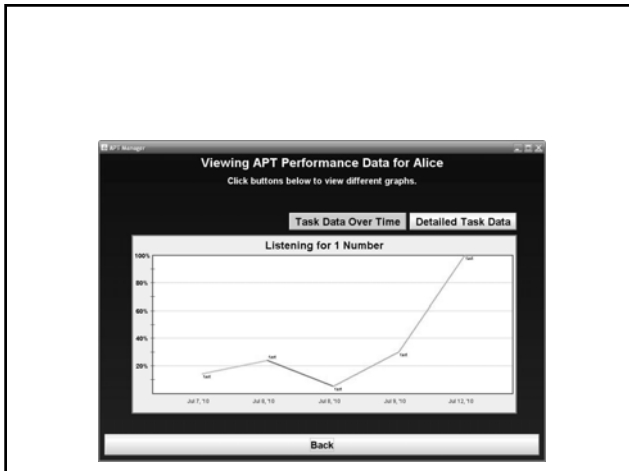 APT Manager
Viewing APT Performance Data for Alice
Click buttons below to view different graphs.
Task Data Over Time Detailed Task Data
Listening for 1 Number
100%
80%
60%
40%
20%
Jul 7, '10 Jul 8, '10 Jul 8, '10 Jul 9, '10 Jul 12, '10
Back